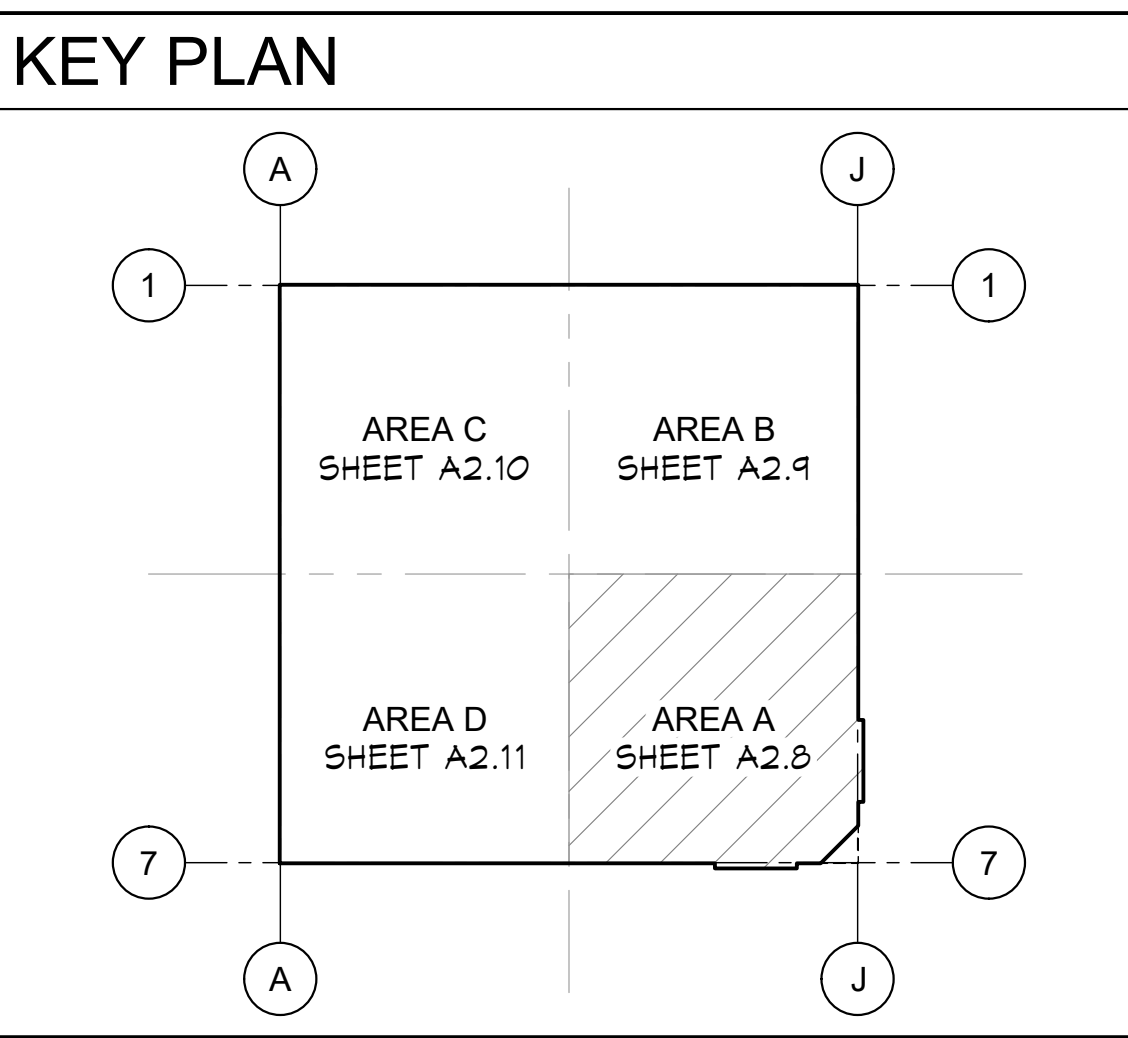 KEY PLAN
A
J
1
1
AREA C
SHEET A2.10
AREA B
SHEET A2.9
AREA D
SHEET A2.11
AREA A
SHEET A2.8
7
7
A
J